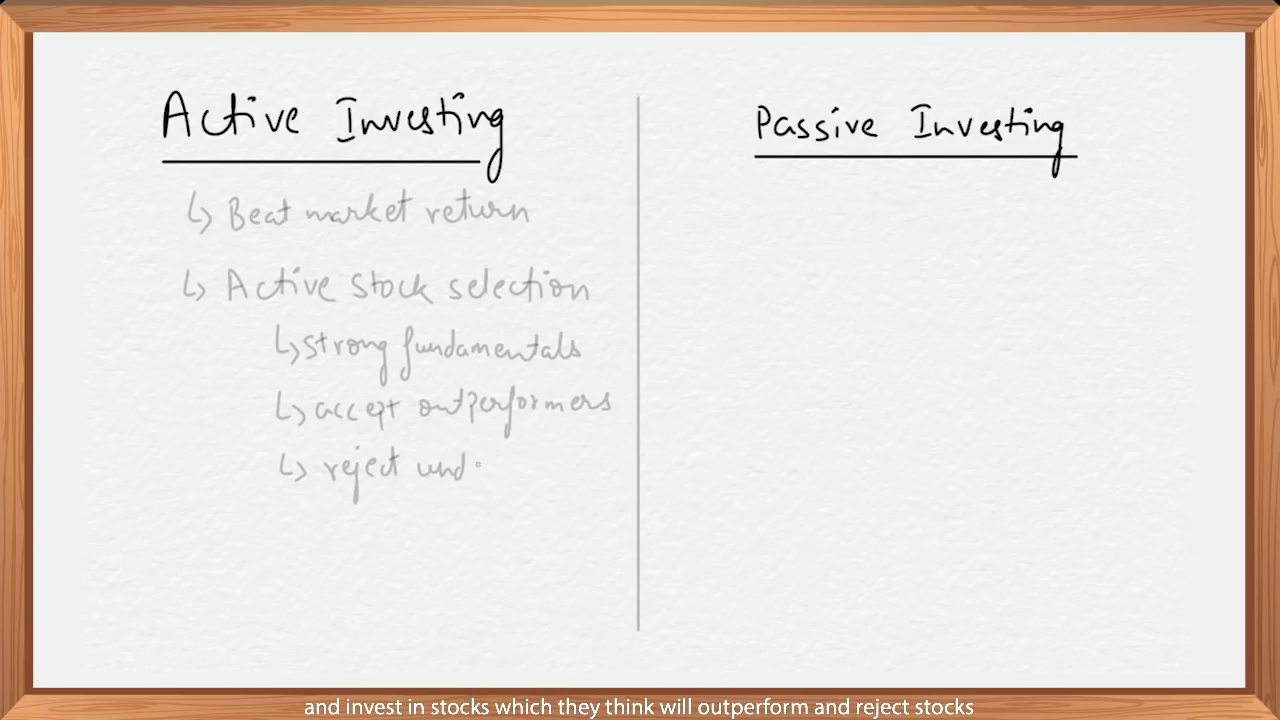 Active Investing
↳ Beat market return
↳ Active stock selection
↳ strong fundamentals
↳ accept outperformers
↳ reject und
Passive Investing
and invest in stocks which they think will outperform and reject stocks